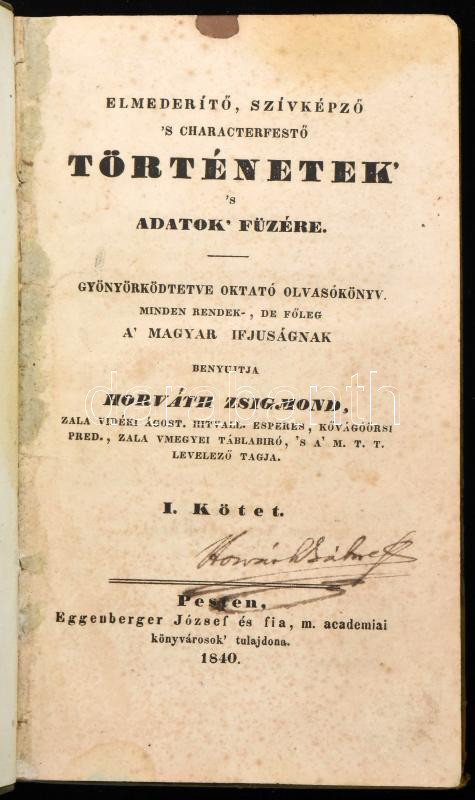 ELMEDERÍTŐ, SZÍVKÉPZŐ
'S CHARACTERFESTŐ
TÖRTÉNETEK'
'S
ADATOK' FÜZÉRE.
GYÖNYÖRKÖDTETVE OKTATÓ OLVASÓKÖNYV.
MINDEN RENDEK-, DE FŐLEG
A' MAGYAR IFJUSÁGNAK
BENYUJTJA
darabanth
HORVÁTH ZSIGMOND,
ZALA VIDÉKI ÁGOST. HITVALL. ESPERES, KŐVÁGÓÖRSI
PRED., ZALA VMEGYEI TÁBLABIRÓ, 'S A' M. T. T.
LEVELEZŐ TAGJA.
I. Kötet.
Pesten,
Eggenberger József és fia, m. academiai
könyvárosok' tulajdona.
1840.